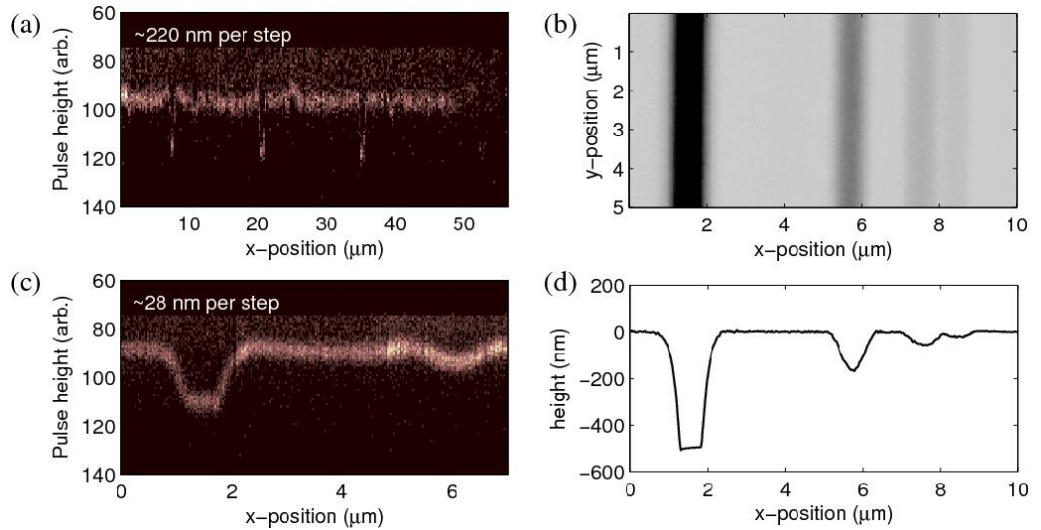 (a)
~220 nm per step
Pulse height (arb.)
60
80
100
120
140
10
20
30
40
50
x-position (μm)
(b)
y-position (μm)
1
2
3
4
5
2
4
6
8
10
x-position (μm)
(c)
~28 nm per step
Pulse height (arb.)
60
80
100
120
140
0
2
4
6
x-position (μm)
(d)
height (nm)
200
0
−200
−400
−600
0
2
4
6
8
10
x-position (μm)